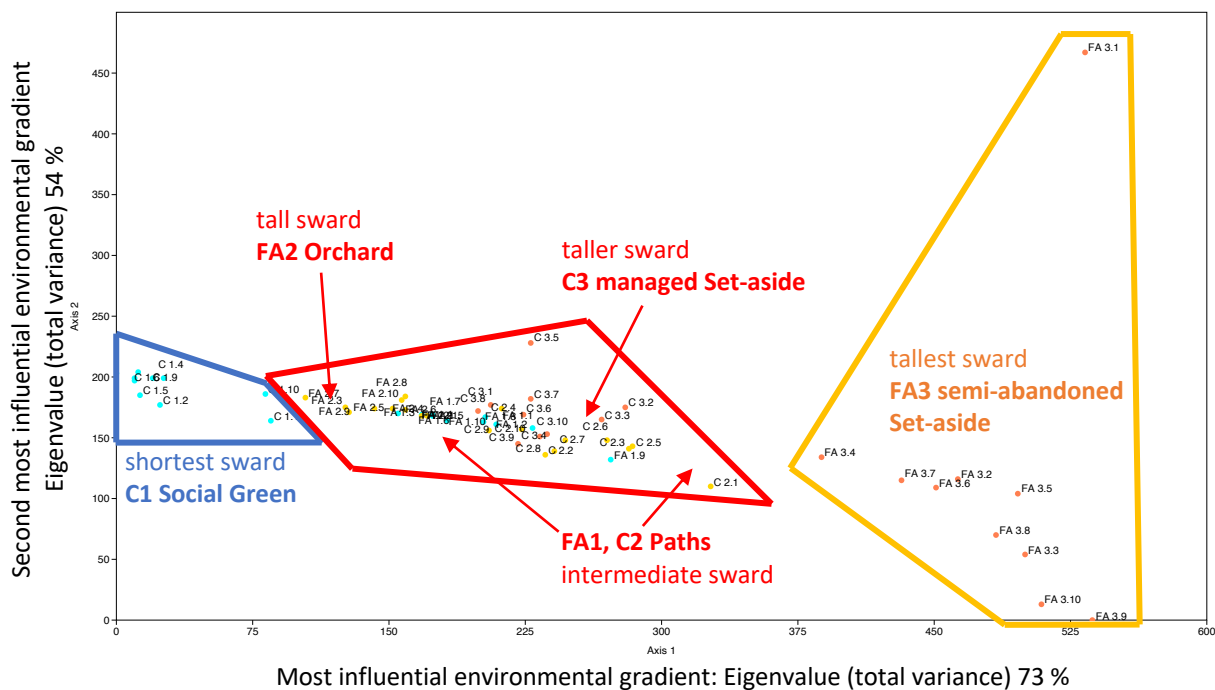 Second most influential environmental gradient
Eigenvalue (total variance) 54 %
Axis 2
450
400
350
300
250
200
150
100
50
0
0
75
150
225
300
375
450
525
600
Axis 1
Most influential environmental gradient: Eigenvalue (total variance) 73 %
tall sward
FA2 Orchard
taller sward
C3 managed Set-aside
tallest sward
FA3 semi-abandoned
Set-aside
shortest sward
C1 Social Green
FA1, C2 Paths
intermediate sward
FA 3.1
C 3.5
C 1.4
C 1.9
C 1.5
C 1.2
FA 2.8
FA 2.10
FA 2.3
FA 2.9
FA 2.5
FA 1.7
C 3.1
C 3.8
C 3.7
C 2.4
C 3.6
C 3.2
C 3.3
C 2.6
C 3.10
FA 1.2
C 2.9
C 3.9
C 3.4
C 2.7
C 2.8
C 2.2
C 2.3
C 2.5
FA 1.9
C 2.1
FA 3.4
FA 3.7
FA 3.2
FA 3.6
FA 3.5
FA 3.8
FA 3.3
FA 3.10
FA 3.9